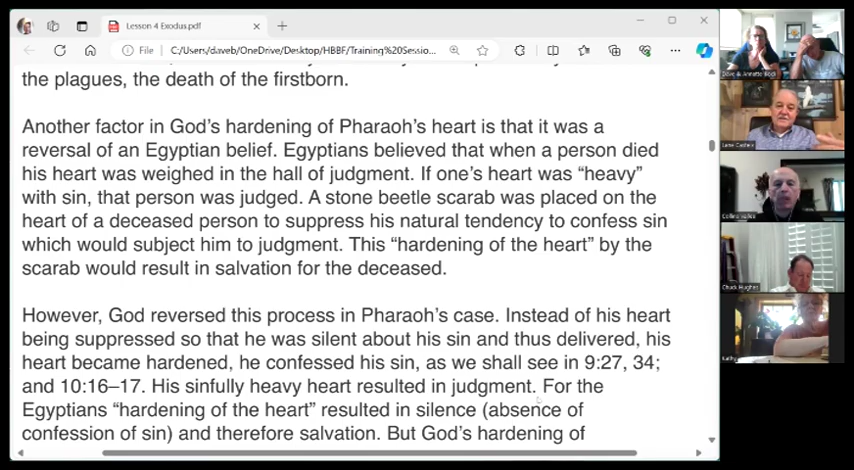 Lesson 4 Exodus.pdf
File
C:/Users/daveb/OneDrive/Desktop/HBBF/Training%20Sessio...
the plagues, the death of the firstborn.
Another factor in God's hardening of Pharaoh's heart is that it was a
reversal of an Egyptian belief. Egyptians believed that when a person died
his heart was weighed in the hall of judgment. If one's heart was “heavy”
with sin, that person was judged. A stone beetle scarab was placed on the
heart of a deceased person to suppress his natural tendency to confess sin
which would subject him to judgment. This “hardening of the heart” by the
scarab would result in salvation for the deceased.
However, God reversed this process in Pharaoh's case. Instead of his heart
being suppressed so that he was silent about his sin and thus delivered, his
heart became hardened, he confessed his sin, as we shall see in 9:27, 34;
and 10:16–17. His sinfully heavy heart resulted in judgment. For the
Egyptians “hardening of the heart” resulted in silence (absence of
confession of sin) and therefore salvation. But God's hardening of
Dave & Annette
Gene
Chuck Hughes
Kathy